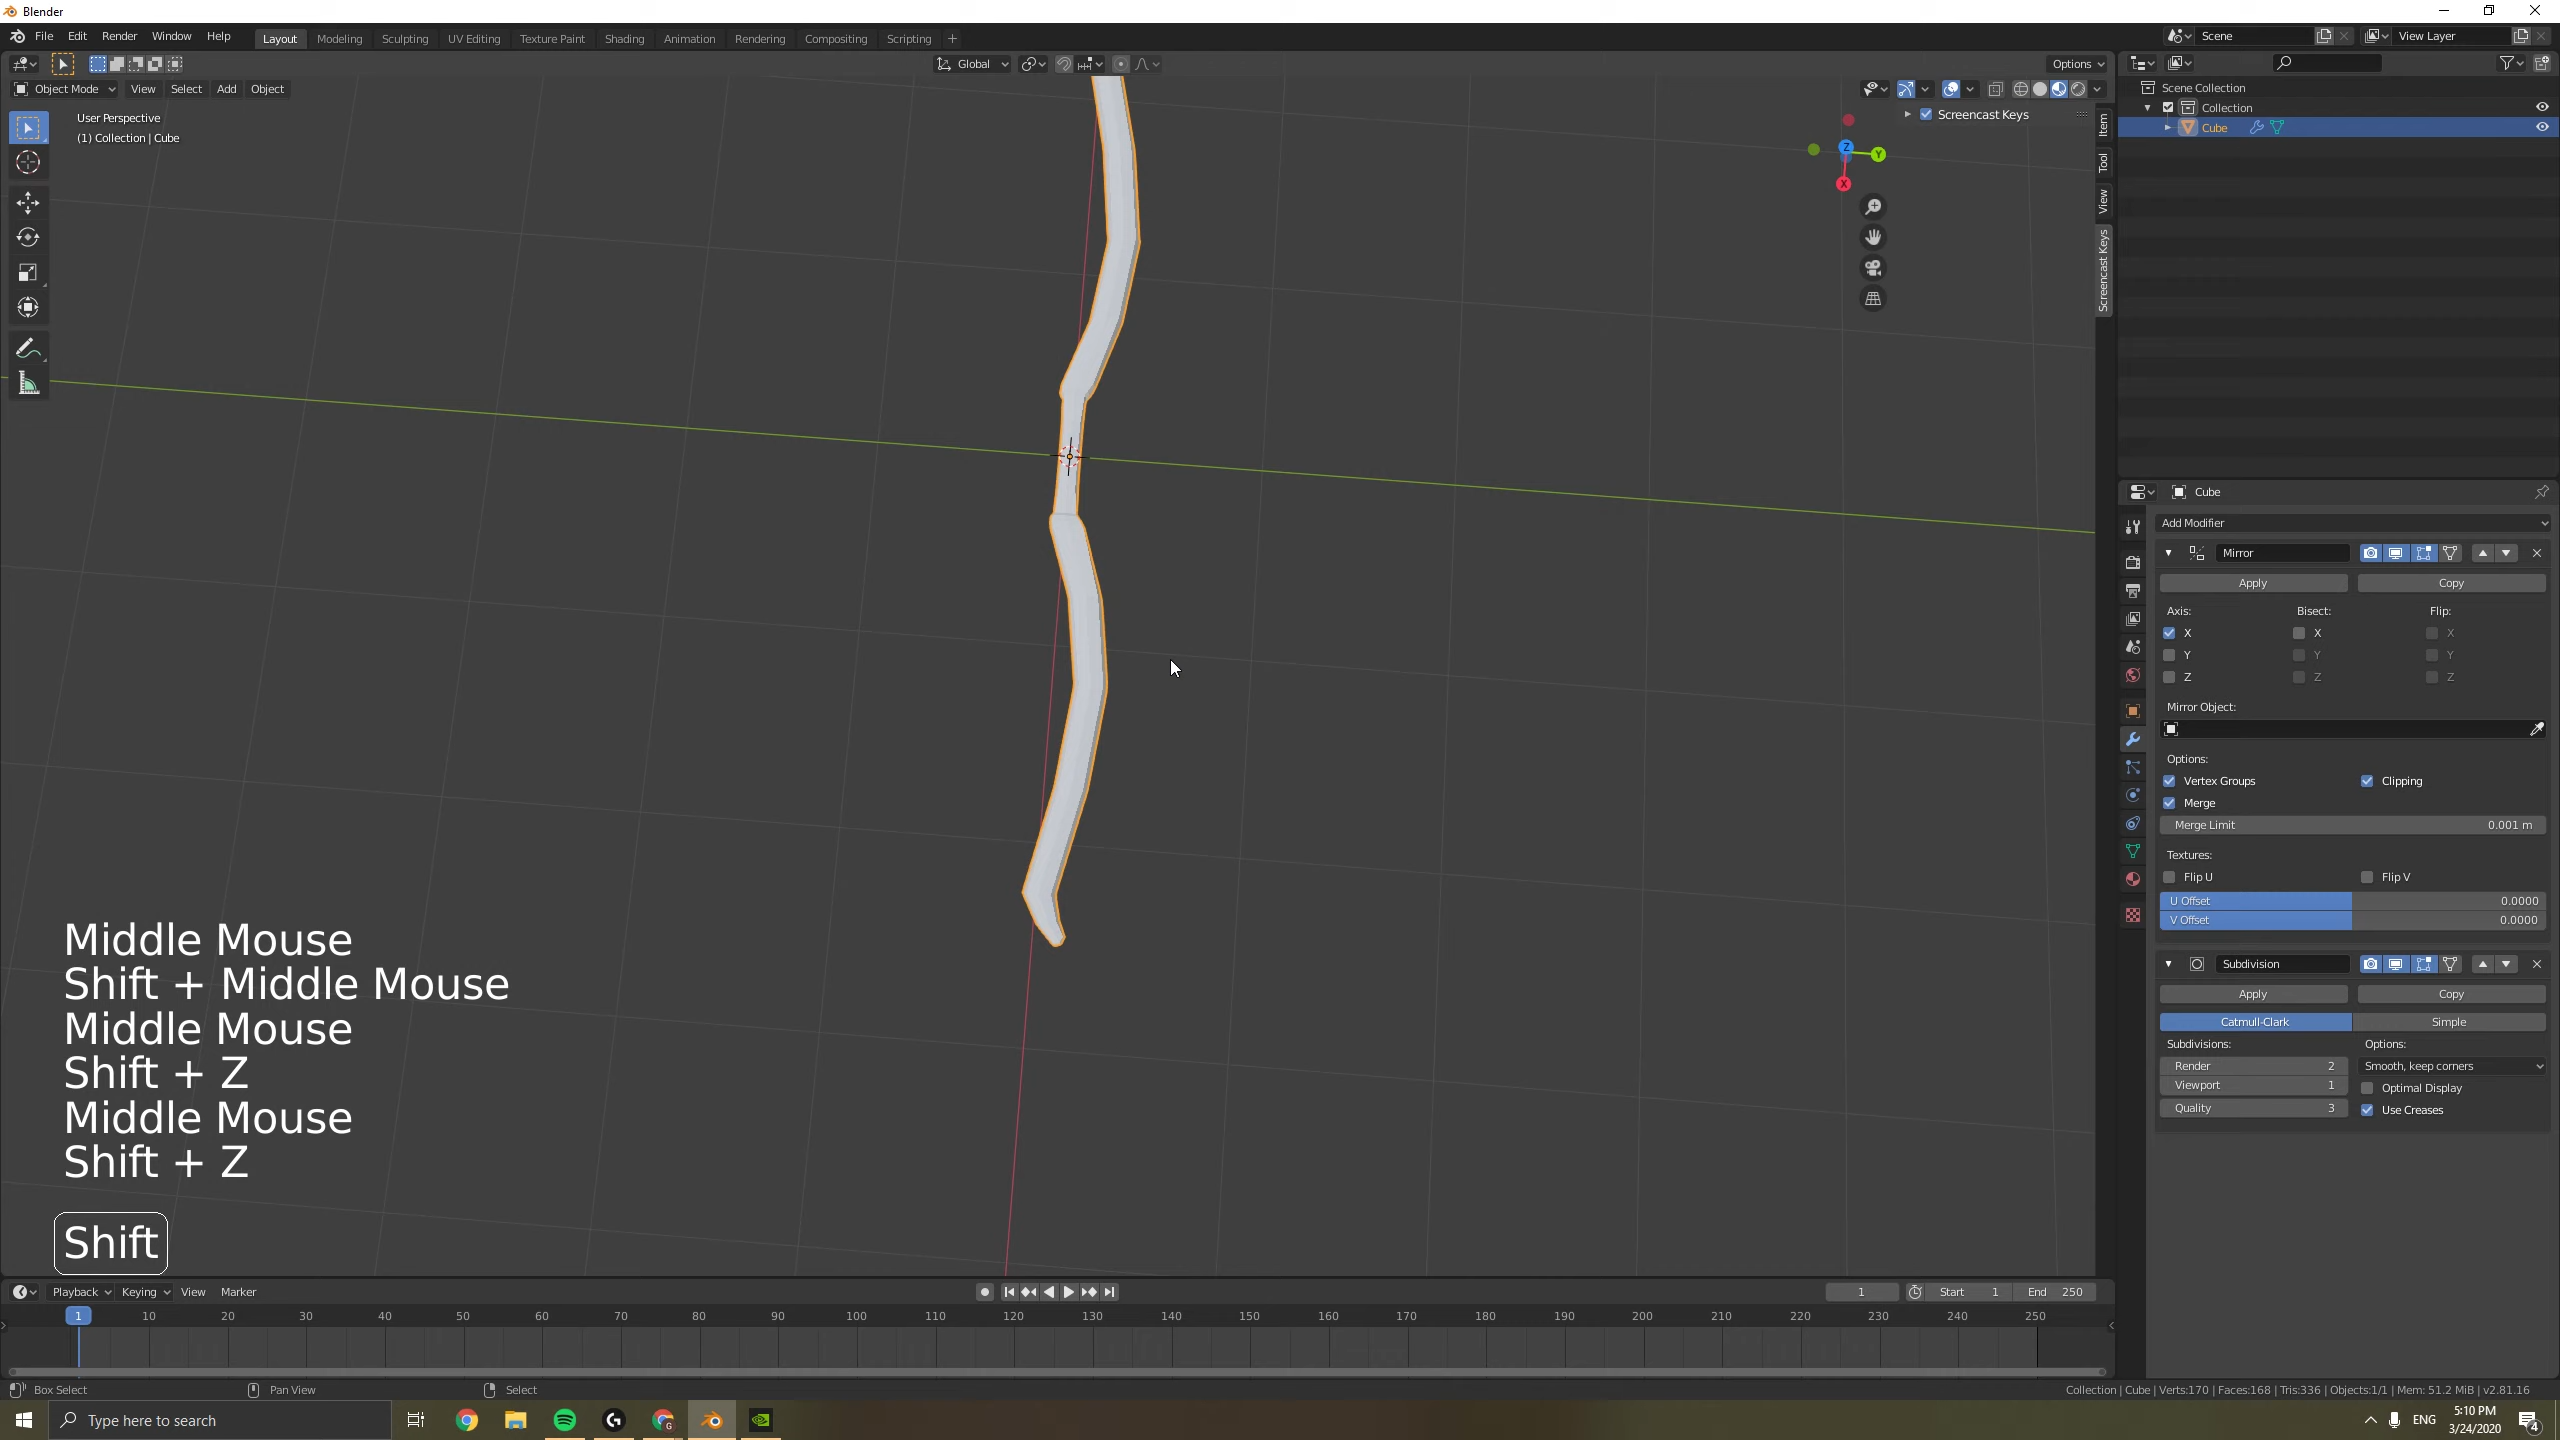 Blender
File Edit Render Window Help
Layout Modeling Sculpting UV Editing Texture Paint Shading Animation Rendering Compositing Scripting +
Scene
View Layer
Global
Options
Object Mode View Select Add Object
User Perspective
(1) Collection | Cube
Screencast Keys
Z
Y
X
Item
Tool
View
Screencast Keys
Scene Collection
Collection
Cube
Cube
Add Modifier
Mirror
Apply Copy
Axis: Bisect: Flip:
X X X
Y Y Y
Z Z Z
Mirror Object:
Options:
Vertex Groups Clipping
Merge
Merge Limit 0.001 m
Textures:
Flip U Flip V
U Offset 0.0000
V Offset 0.0000
Subdivision
Apply Copy
Catmull-Clark Simple
Subdivisions: Options:
Render 2 Smooth, keep corners
Viewport 1 Optimal Display
Quality 3 Use Creases
Middle Mouse
Shift + Middle Mouse
Middle Mouse
Shift + Z
Middle Mouse
Shift + Z
Shift
Playback Keying View Marker
1 Start 1 End 250
1 10 20 30 40 50 60 70 80 90 100 110 120 130 140 150 160 170 180 190 200 210 220 230 240 250
Box Select Pan View Select
Collection | Cube | Verts:170 | Faces:168 | Tris:336 | Objects:1/1 | Mem: 51.2 MiB | v2.81.16
Type here to search
ENG
5:10 PM
3/24/2020
4